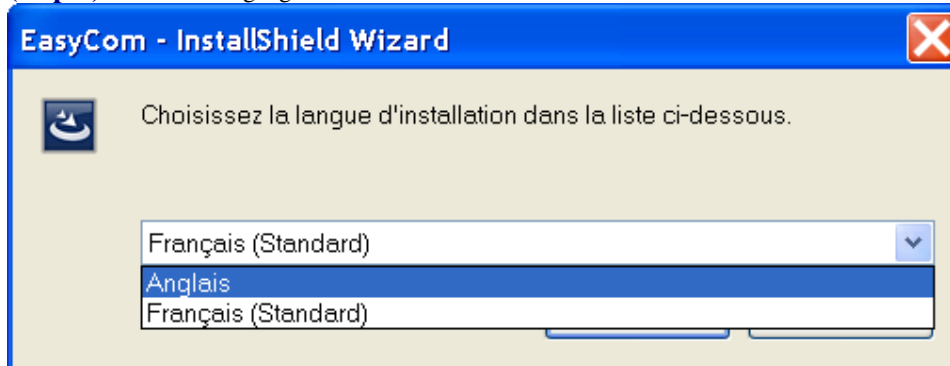 EasyCom - InstallShield Wizard
Choisissez la langue d'installation dans la liste ci-dessous.
Français (Standard)
Anglais
Français (Standard)